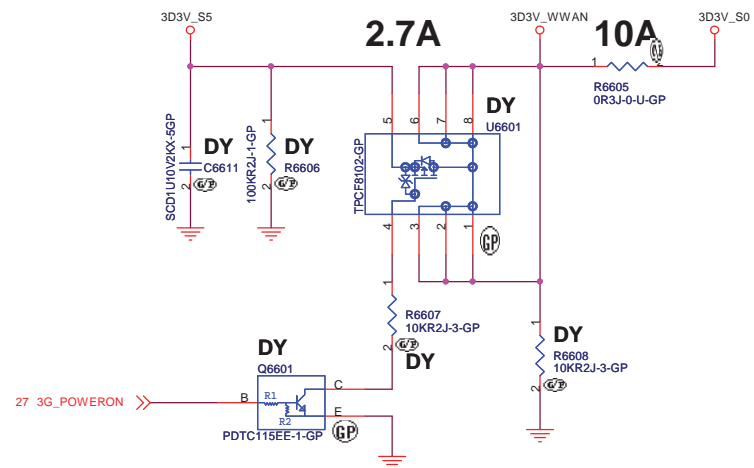 3D3V_S5
2.7A
3D3V_WWAN
10A
3D3V_S0
1
2
R6605
0R3J-0-U-GP
5
6
7
8
DY
U6601
TPCF8102-GP
4
3
2
1
GP
SCD1U10V2KX-5GP
1
DY
C6611
2
G/P
100KR2J-1-GP
1
DY
R6606
2
G/P
1
R6607
10KR2J-3-GP
2
G/P
DY
1
DY
R6608
10KR2J-3-GP
2
G/P
DY
Q6601
27 3G_POWERON
B
R1
R2
C
E
GP
PDTC115EE-1-GP